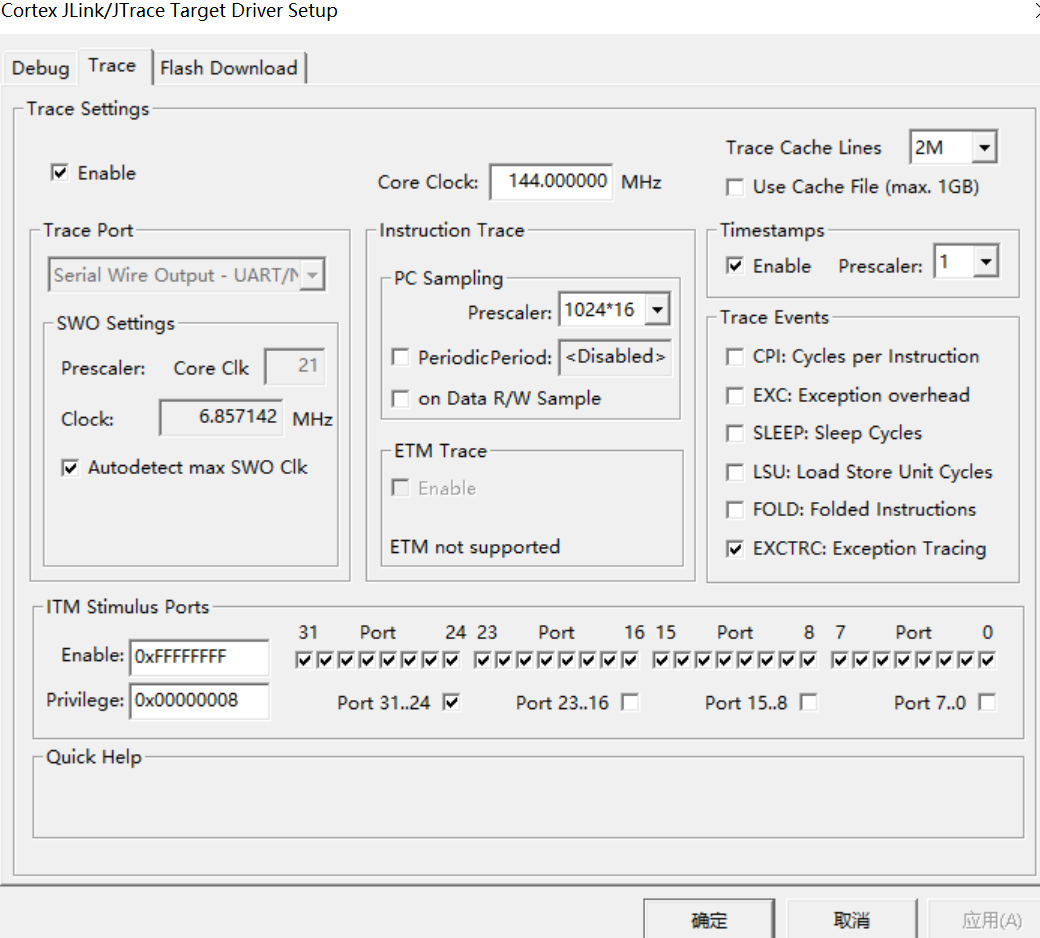 Cortex JLink/JTrace Target Driver Setup
Debug Trace Flash Download
Trace Settings
Enable
Core Clock: 144.000000 MHz
Trace Cache Lines 2M
Use Cache File (max. 1GB)
Trace Port
Serial Wire Output - UART/N
SWO Settings
Prescaler: Core Clk 21
Clock: 6.857142 MHz
Autodetect max SWO Clk
Instruction Trace
PC Sampling
Prescaler: 1024*16
Periodic Period: <Disabled>
on Data R/W Sample
ETM Trace
Enable
ETM not supported
Timestamps
Enable Prescaler: 1
Trace Events
CPI: Cycles per Instruction
EXC: Exception overhead
SLEEP: Sleep Cycles
LSU: Load Store Unit Cycles
FOLD: Folded Instructions
EXCTRC: Exception Tracing
ITM Stimulus Ports
31 Port 24 23 Port 16 15 Port 8 7 Port 0
Enable: 0xFFFFFFFF
Privilege: 0x00000008 Port 31..24 Port 23..16 Port 15..8 Port 7..0
Quick Help
确定 取消 应用(A)